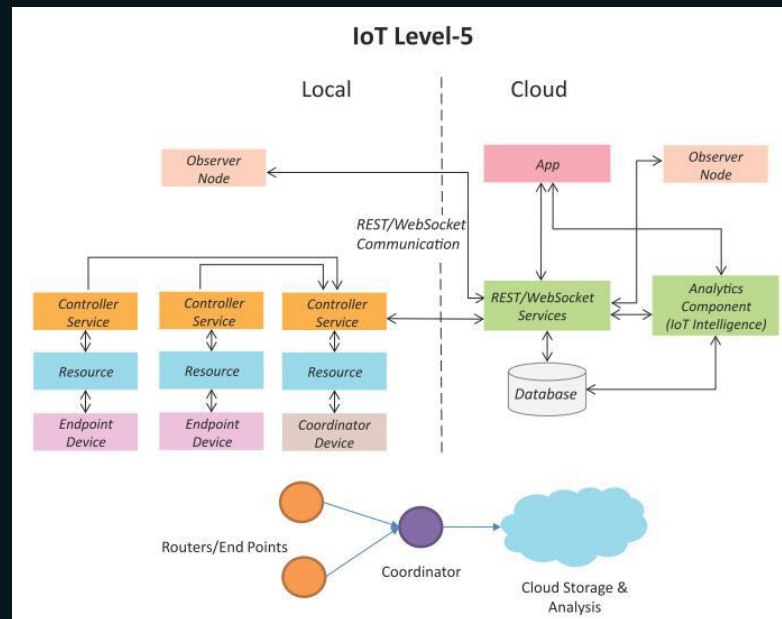 IoT Level-5
Local
Cloud
Observer
Node
App
Observer
Node
REST/WebSocket
Communication
Controller
Service
Controller
Service
Controller
Service
REST/WebSocket
Services
Analytics
Component
(IoT Intelligence)
Resource
Resource
Resource
Database
Endpoint
Device
Endpoint
Device
Coordinator
Device
Routers/End Points
Coordinator
Cloud Storage &
Analysis